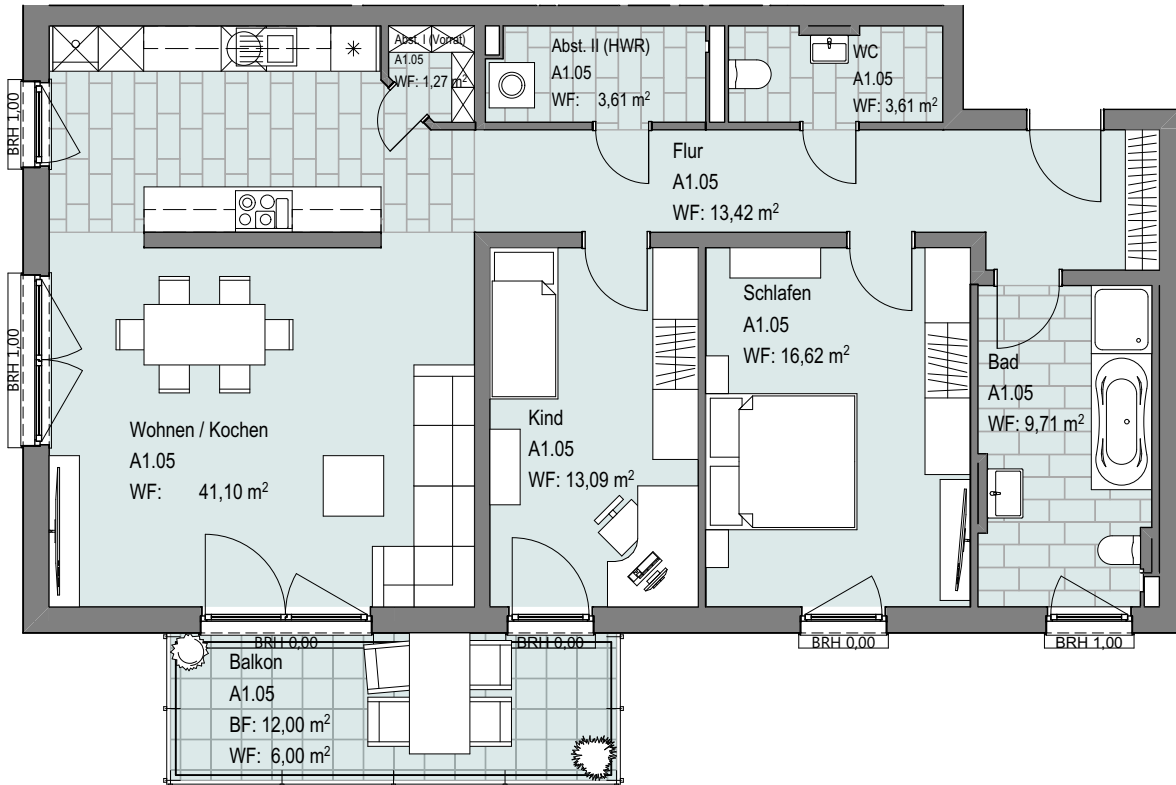 Abst. I (Vorrat)
A1.05
WF: 1,27 m²
Abst. II (HWR)
A1.05
WF: 3,61 m²
WC
A1.05
WF: 3,61 m²
BRH 1,00
Flur
A1.05
WF: 13,42 m²
BRH 1,00
Wohnen / Kochen
A1.05
WF: 41,10 m²
Kind
A1.05
WF: 13,09 m²
Schlafen
A1.05
WF: 16,62 m²
Bad
A1.05
WF: 9,71 m²
BRH 0,00
BRH 0,00
BRH 0,00
BRH 1,00
Balkon
A1.05
BF: 12,00 m²
WF: 6,00 m²